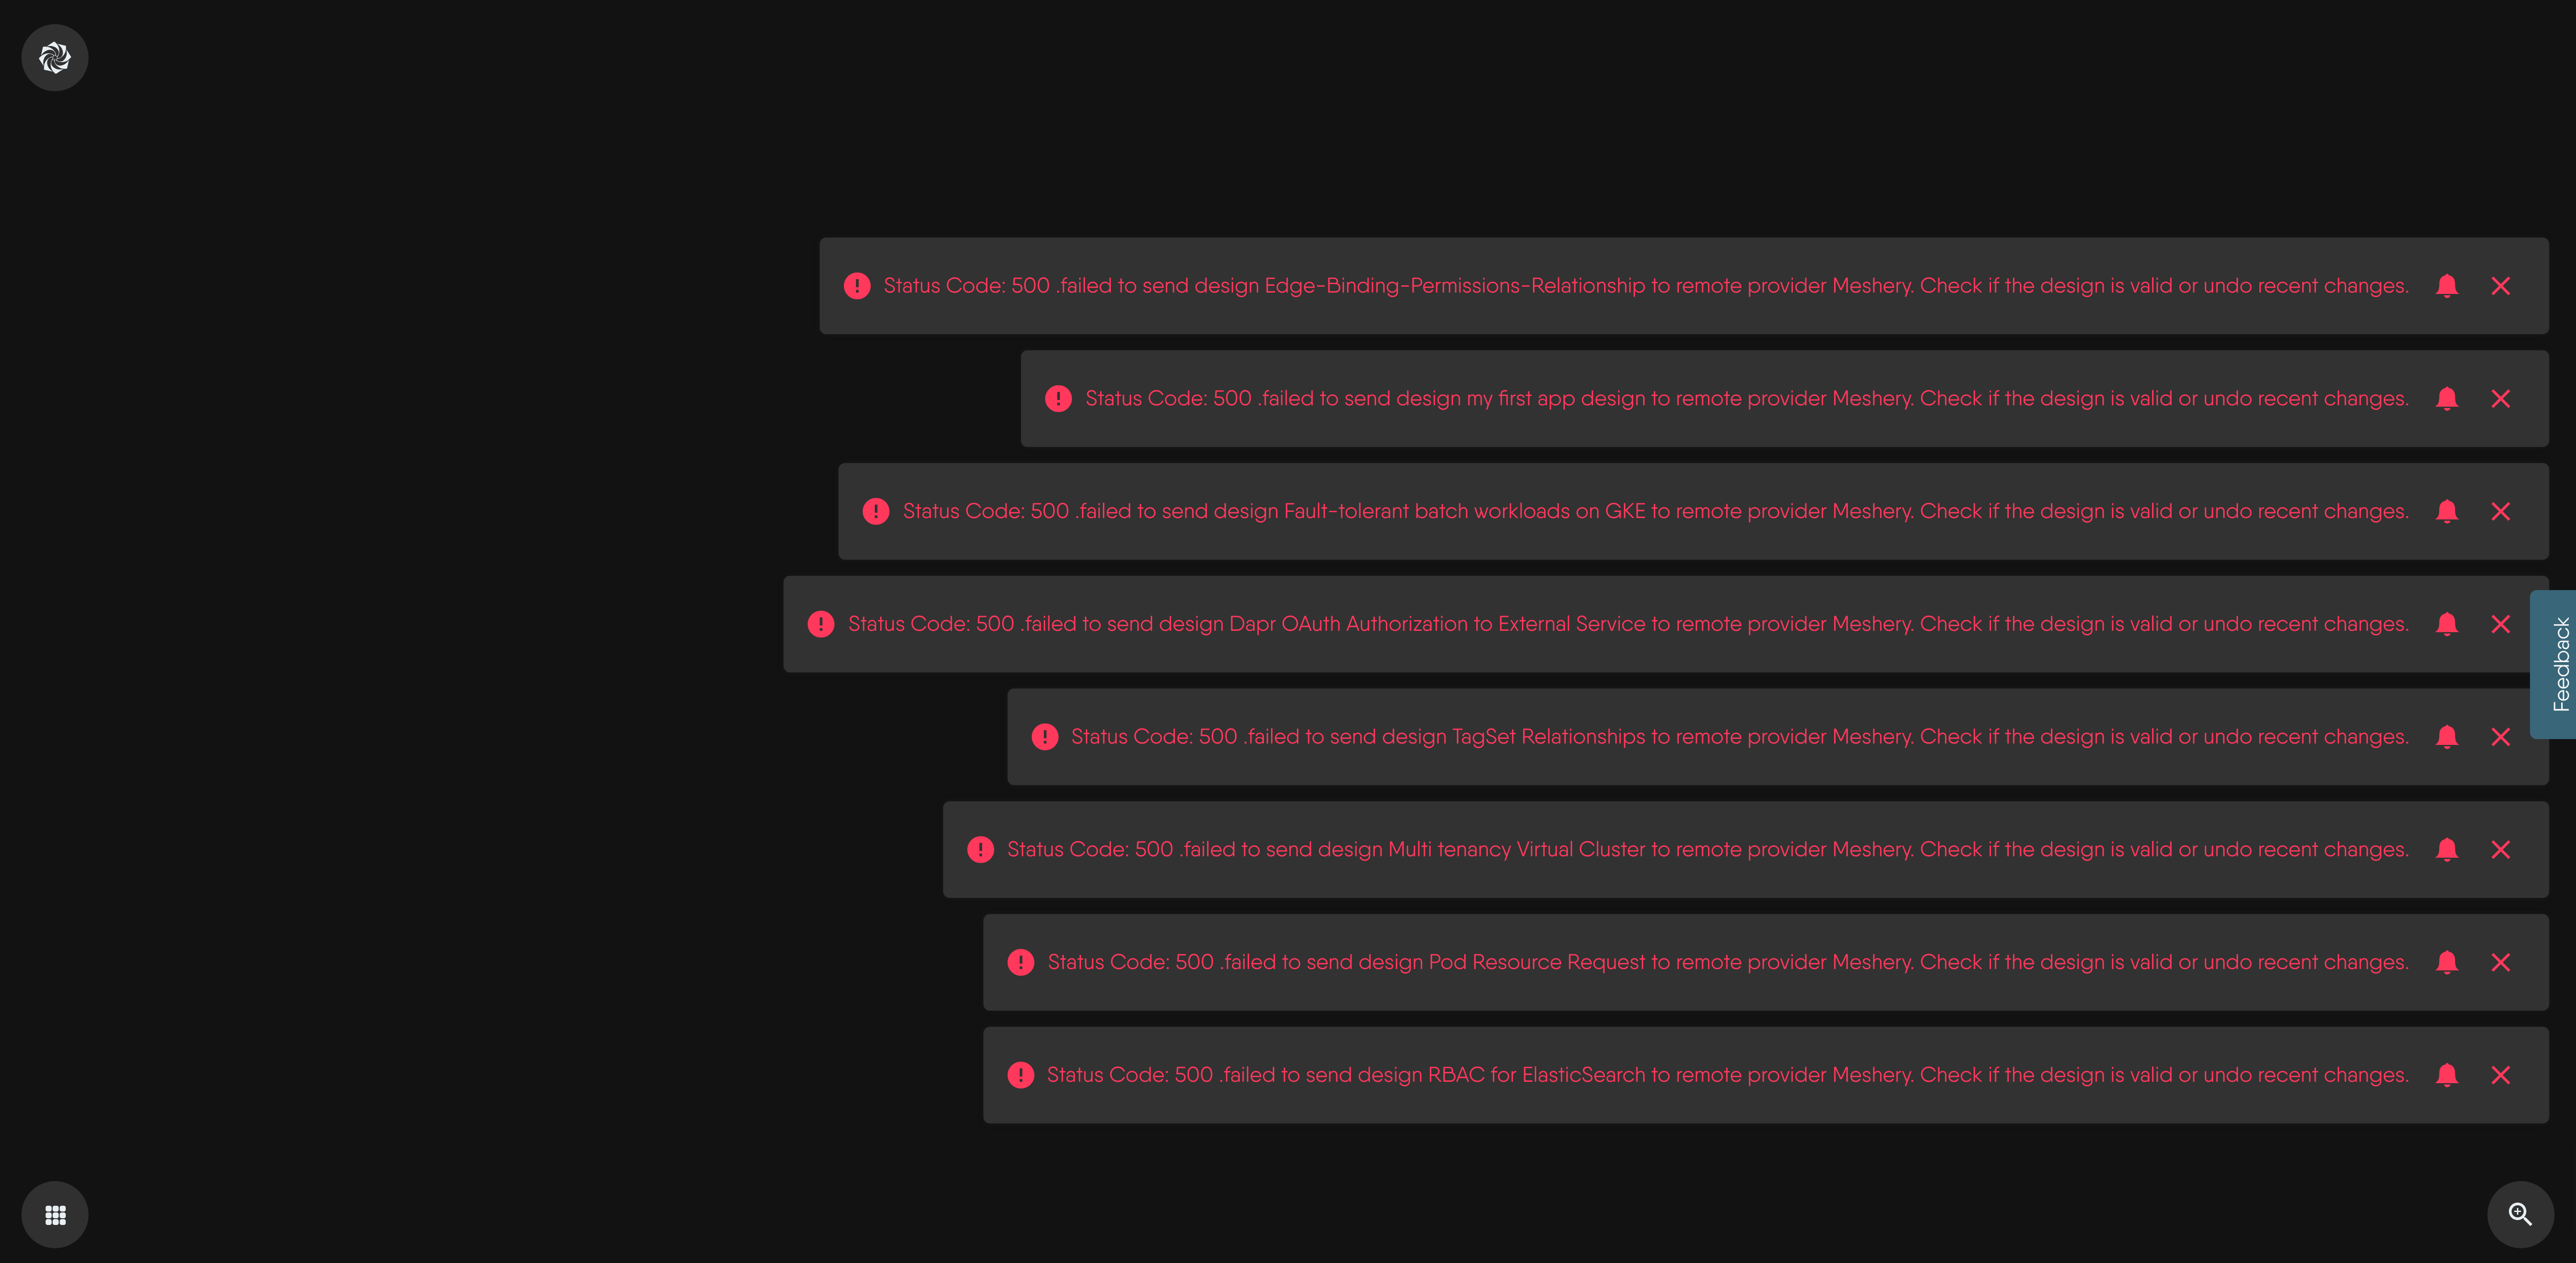 Status Code: 500 .failed to send design Edge-Binding-Permissions-Relationship to remote provider Meshery. Check if the design is valid or undo recent changes.
Status Code: 500 .failed to send design my first app design to remote provider Meshery. Check if the design is valid or undo recent changes.
Status Code: 500 .failed to send design Fault-tolerant batch workloads on GKE to remote provider Meshery. Check if the design is valid or undo recent changes.
Status Code: 500 .failed to send design Dapr OAuth Authorization to External Service to remote provider Meshery. Check if the design is valid or undo recent changes.
Feedback
Status Code: 500 .failed to send design TagSet Relationships to remote provider Meshery. Check if the design is valid or undo recent changes.
Status Code: 500 .failed to send design Multi tenancy Virtual Cluster to remote provider Meshery. Check if the design is valid or undo recent changes.
Status Code: 500 .failed to send design Pod Resource Request to remote provider Meshery. Check if the design is valid or undo recent changes.
Status Code: 500 .failed to send design RBAC for ElasticSearch to remote provider Meshery. Check if the design is valid or undo recent changes.